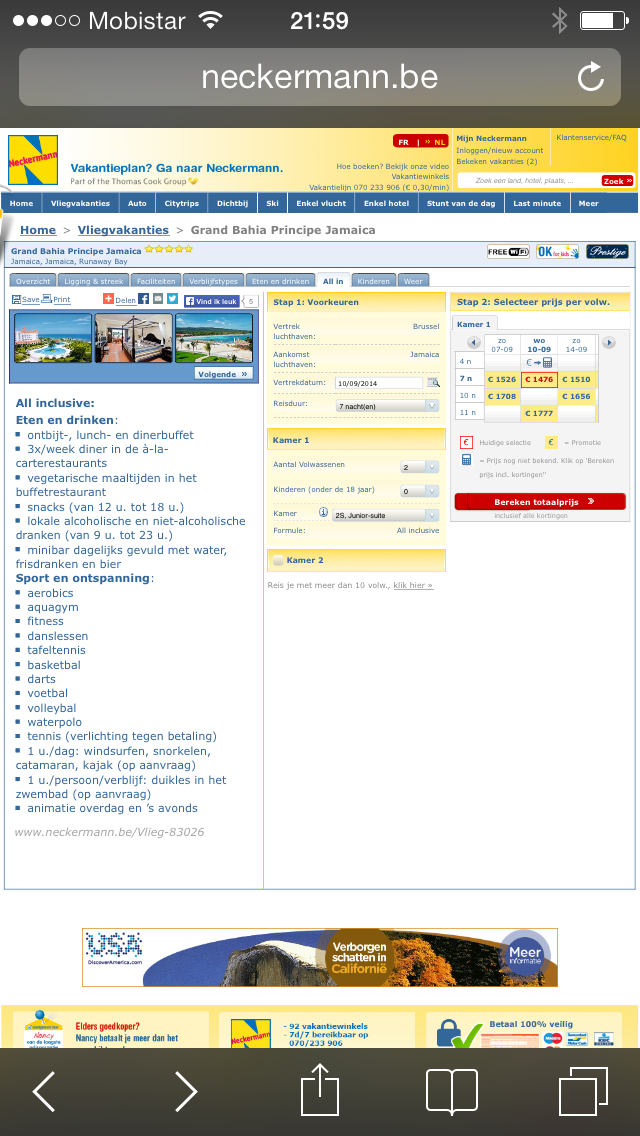 Mobistar
21:59
neckermann.be
Neckermann
Vakantieplan? Ga naar Neckermann.
Part of the Thomas Cook Group
FR | » NL
Hoe boeken? Bekijk onze video
Vakantiewinkels
Vakantielijn 070 233 906 (€ 0,30/min)
Mijn Neckermann
Inloggen/nieuw account
Bekeken vakanties (2)
Klantenservice/FAQ
Zoek een land, hotel, plaats, ...
Zoek »
Home
Vliegvakanties
Auto
Citytrips
Dichtbij
Ski
Enkel vlucht
Enkel hotel
Stunt van de dag
Last minute
Meer
Home > Vliegvakanties > Grand Bahia Principe Jamaica
Grand Bahia Principe Jamaica
Jamaica, Jamaica, Runaway Bay
FREE WiFi
OK for kids
Prestige
Overzicht
Ligging & streek
Faciliteiten
Verblijfstypes
Eten en drinken
All in
Kinderen
Weer
Save
Print
Delen
Vind ik leuk
5
Volgende »
All inclusive:
Eten en drinken:
ontbijt-, lunch- en dinerbuffet
3x/week diner in de à-la-
carterestaurants
vegetarische maaltijden in het
buffetrestaurant
snacks (van 12 u. tot 18 u.)
lokale alcoholische en niet-alcoholische
dranken (van 9 u. tot 23 u.)
minibar dagelijks gevuld met water,
frisdranken en bier
Sport en ontspanning:
aerobics
aquagym
fitness
danslessen
tafeltennis
basketbal
darts
voetbal
volleybal
waterpolo
tennis (verlichting tegen betaling)
1 u./dag: windsurfen, snorkelen,
catamaran, kajak (op aanvraag)
1 u./persoon/verblijf: duikles in het
zwembad (op aanvraag)
animatie overdag en 's avonds
www.neckermann.be/Vlieg-83026
Stap 1: Voorkeuren
Vertrek
luchthaven:
Brussel
Aankomst
luchthaven:
Jamaica
Vertrekdatum:
10/09/2014
Reisduur:
7 nacht(en)
Kamer 1
Aantal Volwassenen
2
Kinderen (onder de 18 jaar)
0
Kamer
2S, Junior-suite
Formule:
All inclusive
Kamer 2
Reis je met meer dan 10 volw., klik hier »
Stap 2: Selecteer prijs per volw.
Kamer 1
zo
07-09
wo
10-09
zo
14-09
4 n
€
7 n
€ 1526
€ 1476
€ 1510
10 n
€ 1708
€ 1656
11 n
€ 1777
€
Huidige selectie
€
= Promotie
= Prijs nog niet bekend. Klik op 'Bereken
prijs incl. kortingen"
Bereken totaalprijs »
inclusief alle kortingen
USA
DiscoverAmerica.com
Verborgen
schatten in
Californië
Meer
informatie
Nancy
Elders goedkoper?
Nancy betaalt je meer dan het
Neckermann
- 92 vakantiewinkels
- 7d/7 bereikbaar op
070/233 906
Betaal 100% veilig